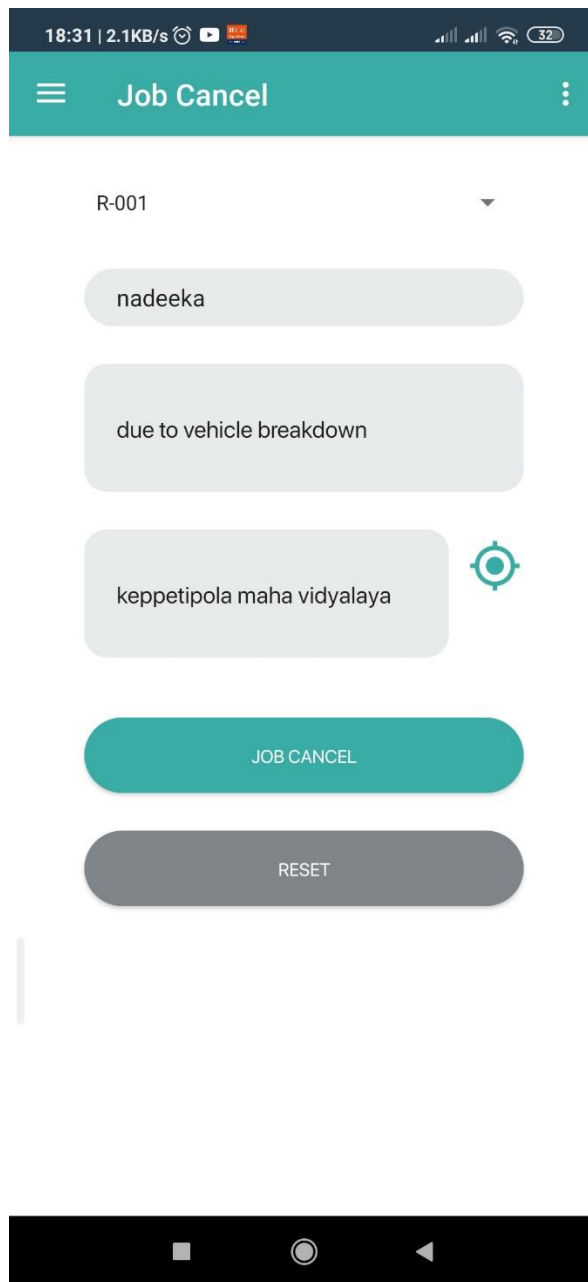 18:31 | 2.1KB/s 32
Job Cancel
R-001
nadeeka
due to vehicle breakdown
keppetipola maha vidyalaya
JOB CANCEL
RESET